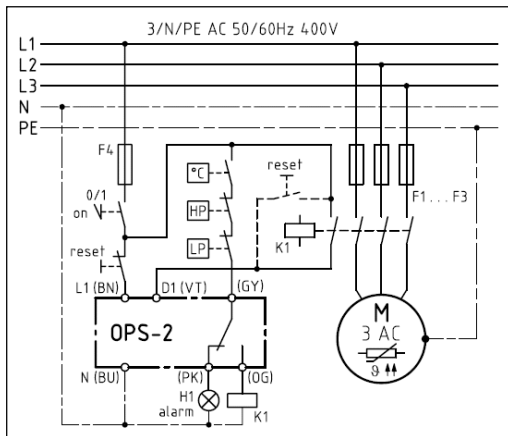 3/N/PE AC 50/60Hz 400V
L1
L2
L3
N
PE
F4
°C
reset
0/1
on
HP
F1...F3
reset
LP
K1
L1 (BN)
D1 (VT)
(GY)
M
3 AC
OPS-2
ϑ
N (BU)
(PK)
(OG)
H1
alarm
K1